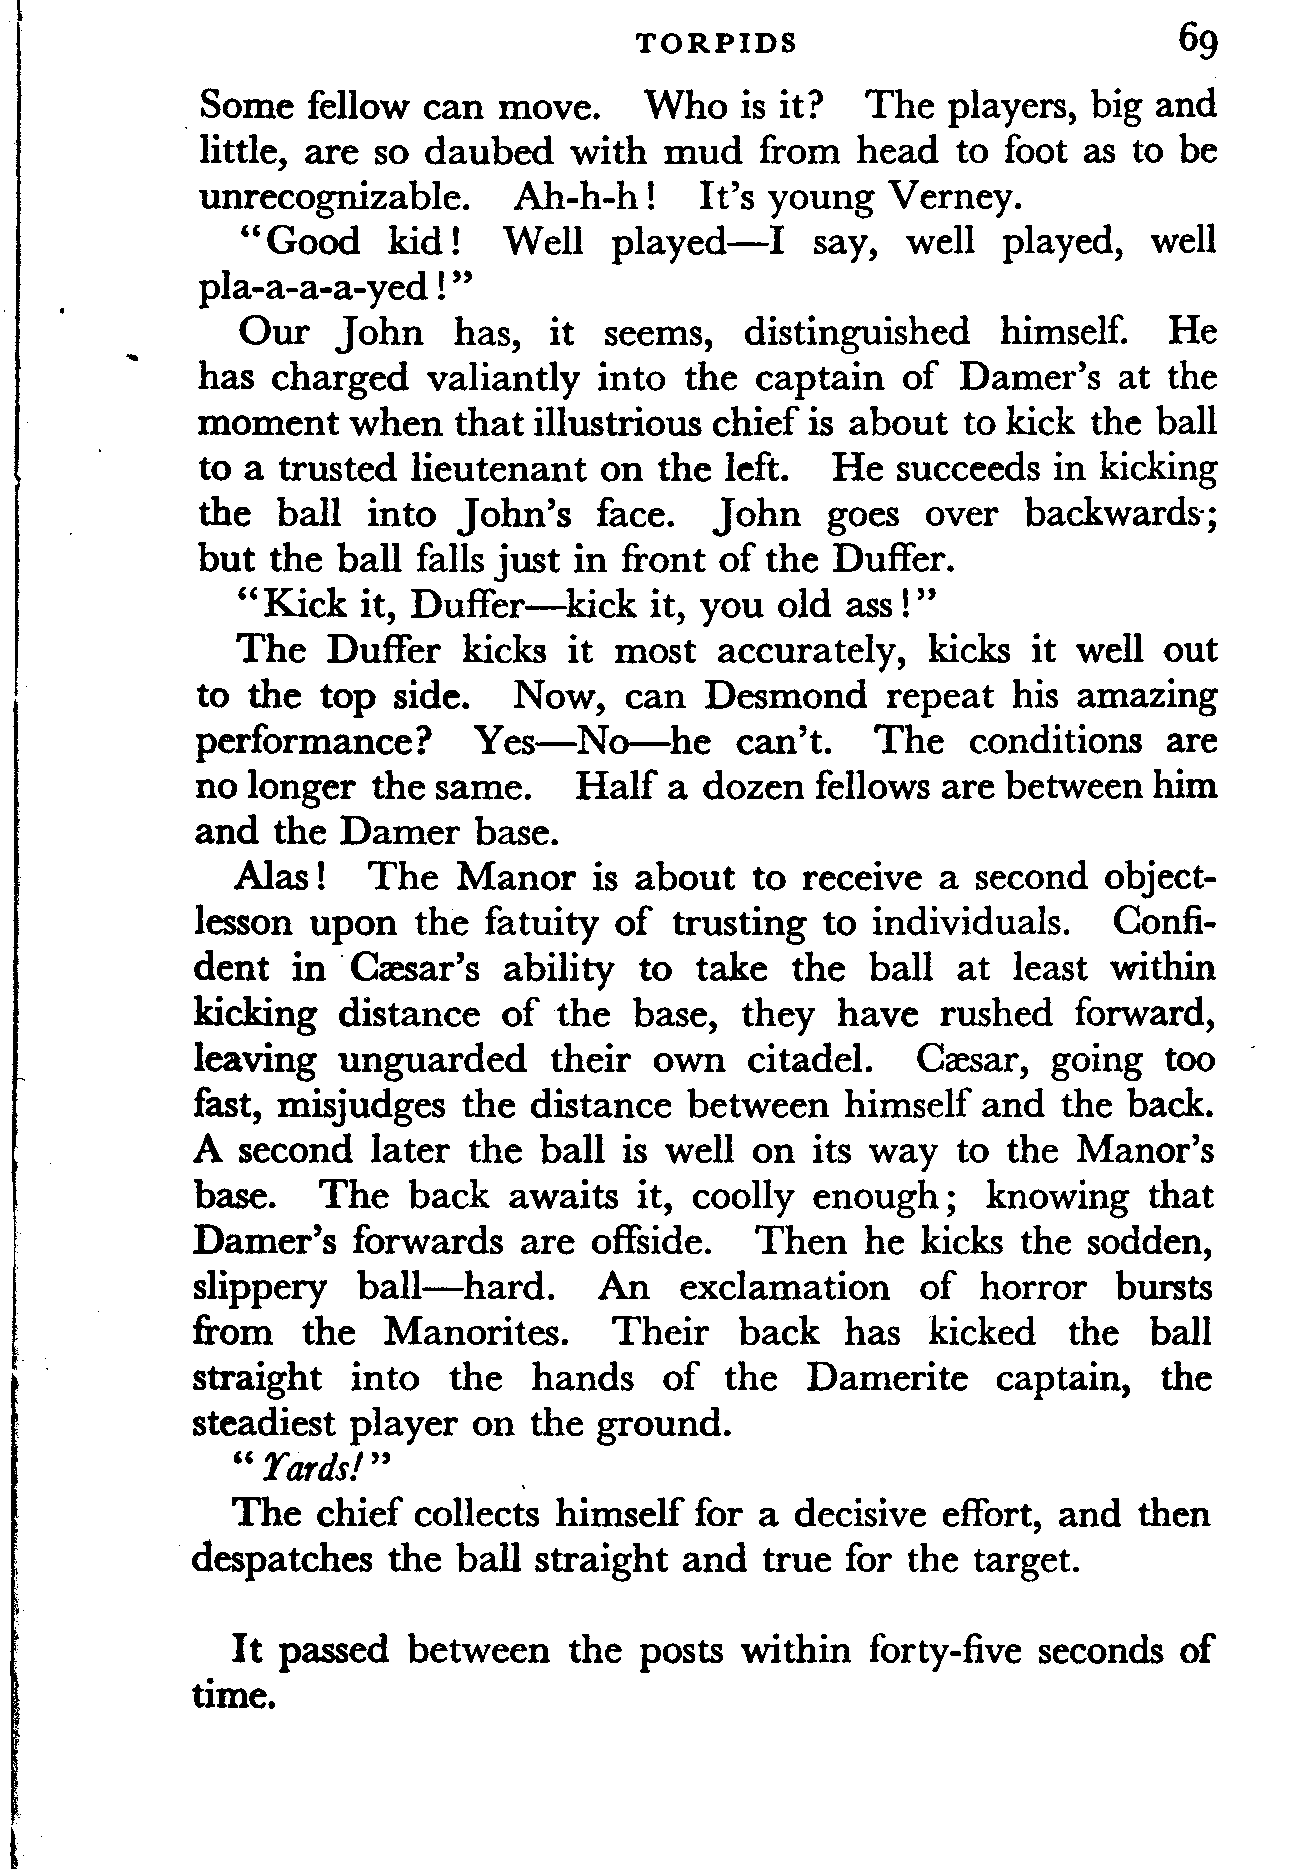 TORPIDS 69
Some fellow can move. Who is it? The players, big and
little, are so daubed with mud from head to foot as to be
unrecognizable. Ah-h-h! It's young Verney.
"Good kid! Well played—I say, well played, well
pla-a-a-a-yed!"
Our John has, it seems, distinguished himself. He
has charged valiantly into the captain of Damer's at the
moment when that illustrious chief is about to kick the ball
to a trusted lieutenant on the left. He succeeds in kicking
the ball into John's face. John goes over backwards;
but the ball falls just in front of the Duffer.
"Kick it, Duffer—kick it, you old ass!"
The Duffer kicks it most accurately, kicks it well out
to the top side. Now, can Desmond repeat his amazing
performance? Yes—No—he can't. The conditions are
no longer the same. Half a dozen fellows are between him
and the Damer base.
Alas! The Manor is about to receive a second object-
lesson upon the fatuity of trusting to individuals. Confi-
dent in Cæsar's ability to take the ball at least within
kicking distance of the base, they have rushed forward,
leaving unguarded their own citadel. Cæsar, going too
fast, misjudges the distance between himself and the back.
A second later the ball is well on its way to the Manor's
base. The back awaits it, coolly enough; knowing that
Damer's forwards are offside. Then he kicks the sodden,
slippery ball—hard. An exclamation of horror bursts
from the Manorites. Their back has kicked the ball
straight into the hands of the Damerite captain, the
steadiest player on the ground.
"Yards!"
The chief collects himself for a decisive effort, and then
despatches the ball straight and true for the target.
It passed between the posts within forty-five seconds of
time.